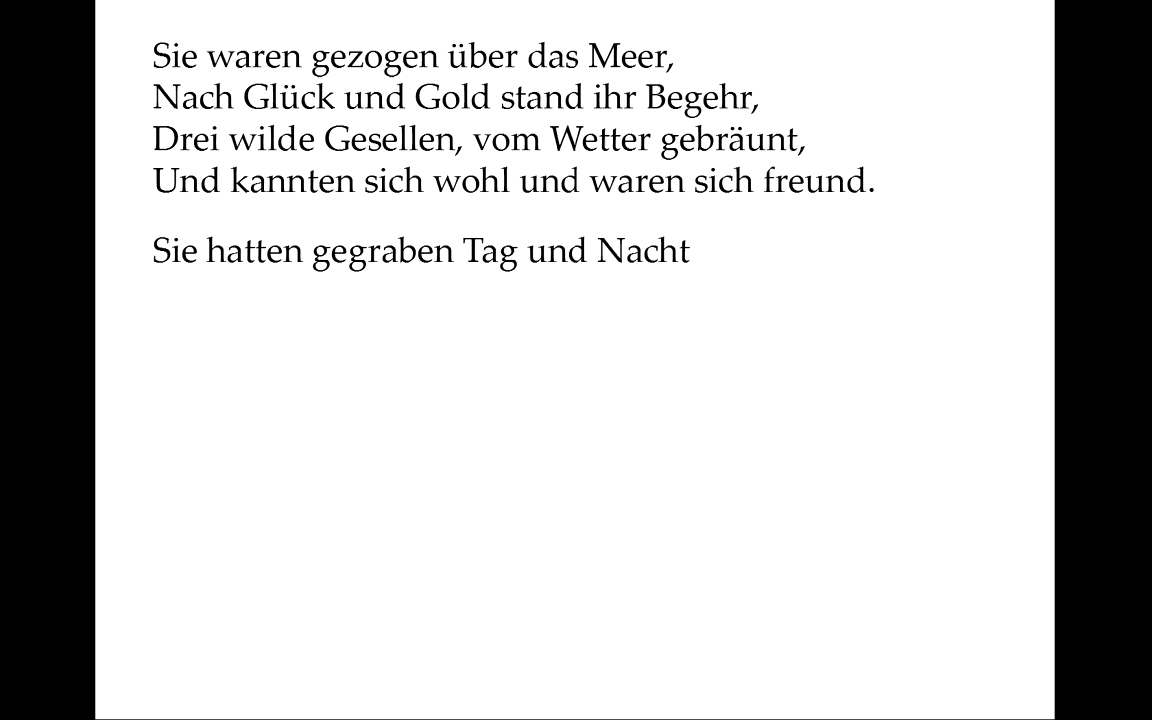 Sie waren gezogen über das Meer,
Nach Glück und Gold stand ihr Begehr,
Drei wilde Gesellen, vom Wetter gebräunt,
Und kannten sich wohl und waren sich freund.
Sie hatten gegraben Tag und Nacht